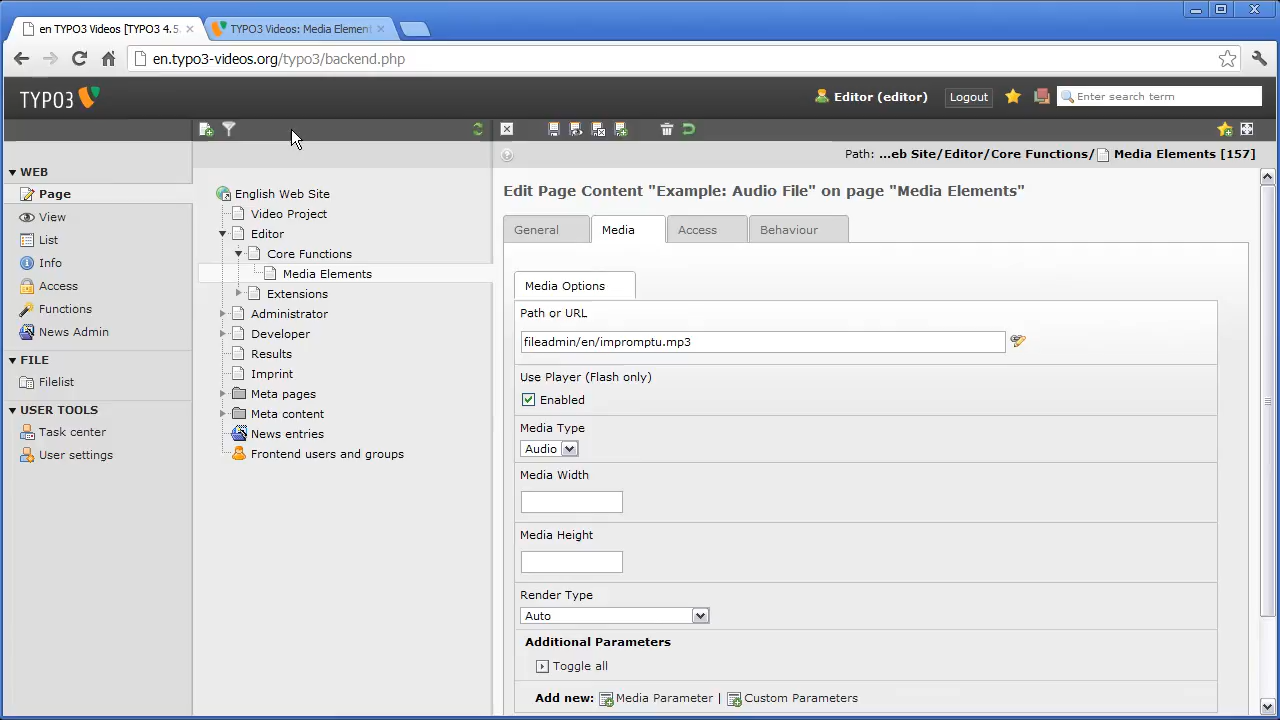 en TYPO3 Videos [TYPO3 4.5.
TYPO3 Videos: Media Element
en.typo3-videos.org/typo3/backend.php
TYPO3
Editor (editor)
Logout
Enter search term
Path: ...eb Site/Editor/Core Functions/ Media Elements [157]
WEB
Page
View
List
Info
Access
Functions
News Admin
FILE
Filelist
USER TOOLS
Task center
User settings
English Web Site
Video Project
Editor
Core Functions
Media Elements
Extensions
Administrator
Developer
Results
Imprint
Meta pages
Meta content
News entries
Frontend users and groups
Edit Page Content "Example: Audio File" on page "Media Elements"
General
Media
Access
Behaviour
Media Options
Path or URL
fileadmin/en/impromptu.mp3
Use Player (Flash only)
Enabled
Media Type
Audio
Media Width
Media Height
Render Type
Auto
Additional Parameters
Toggle all
Add new: Media Parameter | Custom Parameters